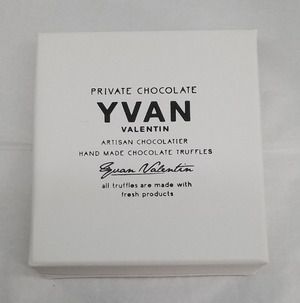 PRIVATE CHOCOLATE
YVAN
VALENTIN
ARTISAN CHOCOLATIER
HAND MADE CHOCOLATE TRUFFLES
Yvan Valentin
all truffles are made with
fresh products